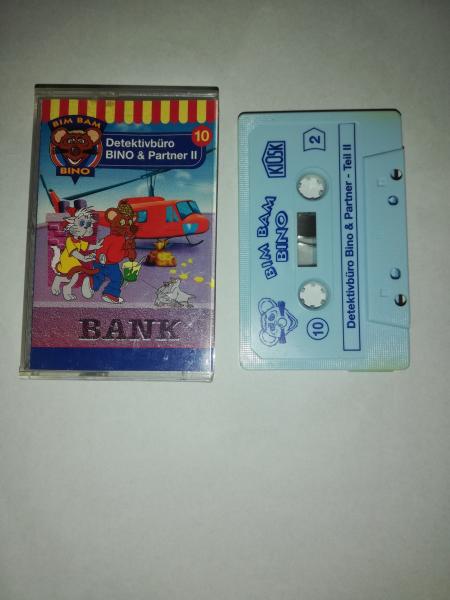 BIM BAM
BINO
Detektivbüro
BINO & Partner II
10
BANK
KIOSK
2
BIM BAM
BINO
10
Detektivbüro Bino & Partner - Teil II